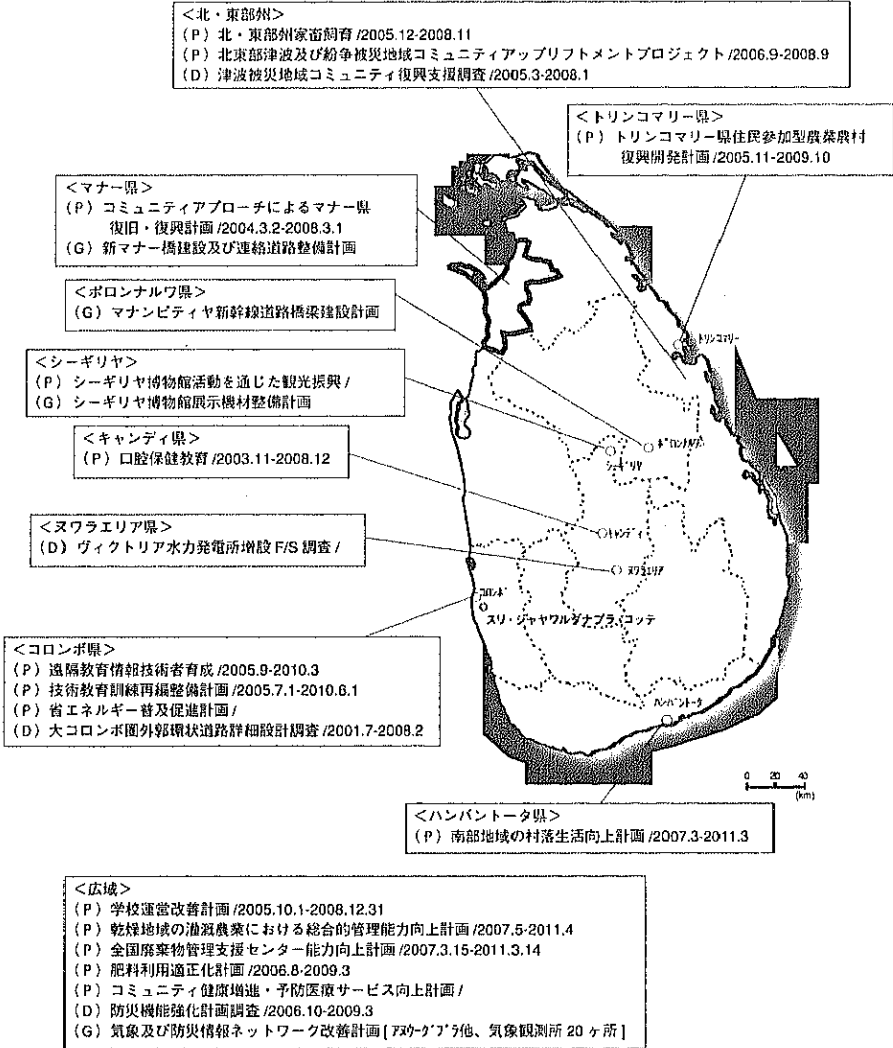 <北・東部州>
(P) 北・東部州家畜飼育/2005.12-2008.11
(P) 北東部津波及び紛争被災地域コミュニティアップリフトメントプロジェクト/2006.9-2008.9
(D) 津波被災地域コミュニティ復興支援調査/2005.3-2008.1
<トリンコマリー県>
(P) トリンコマリー県住民参加型農業農村
復興開発計画/2005.11-2009.10
<マナー県>
(P) コミュニティアプローチによるマナー県
復旧・復興計画/2004.3.2-2008.3.1
(G) 新マナー橋建設及び連絡道路整備計画
<ポロンナルワ県>
(G) マナンピティヤ新幹線道路橋梁建設計画
<シーギリヤ>
(P) シーギリヤ博物館活動を通じた観光振興/
(G) シーギリヤ博物館展示機材整備計画
<キャンディ県>
(P) 口腔保健教育/2003.11-2008.12
<ヌワラエリア県>
(D) ヴィクトリア水力発電所増設F/S調査/
<コロンボ県>
(P) 遠隔教育情報技術者育成/2005.9-2010.3
(P) 技術教育訓練再編整備計画/2005.7.1-2010.6.1
(P) 省エネルギー普及促進計画/
(D) 大コロンボ圏外郭環状道路詳細設計調査/2001.7-2008.2
トリンコマリー
ポロンナルワ
シーギリヤ
キャンディ
ヌワラエリア
コロンボ
スリ・ジャヤワルダナプラ・コッテ
ハンバントータ
0 20 40
(km)
<ハンバントータ県>
(P) 南部地域の村落生活向上計画/2007.3-2011.3
<広域>
(P) 学校運営改善計画/2005.10.1-2008.12.31
(P) 乾燥地域の灌漑農業における総合的管理能力向上計画/2007.5-2011.4
(P) 全国廃棄物管理支援センター能力向上計画/2007.3.15-2011.3.14
(P) 肥料利用適正化計画/2006.8-2009.3
(P) コミュニティ健康増進・予防医療サービス向上計画/
(D) 防災機能強化計画調査/2006.10-2009.3
(G) 気象及び防災情報ネットワーク改善計画[アヌラーダプラ他、気象観測所20ヶ所]